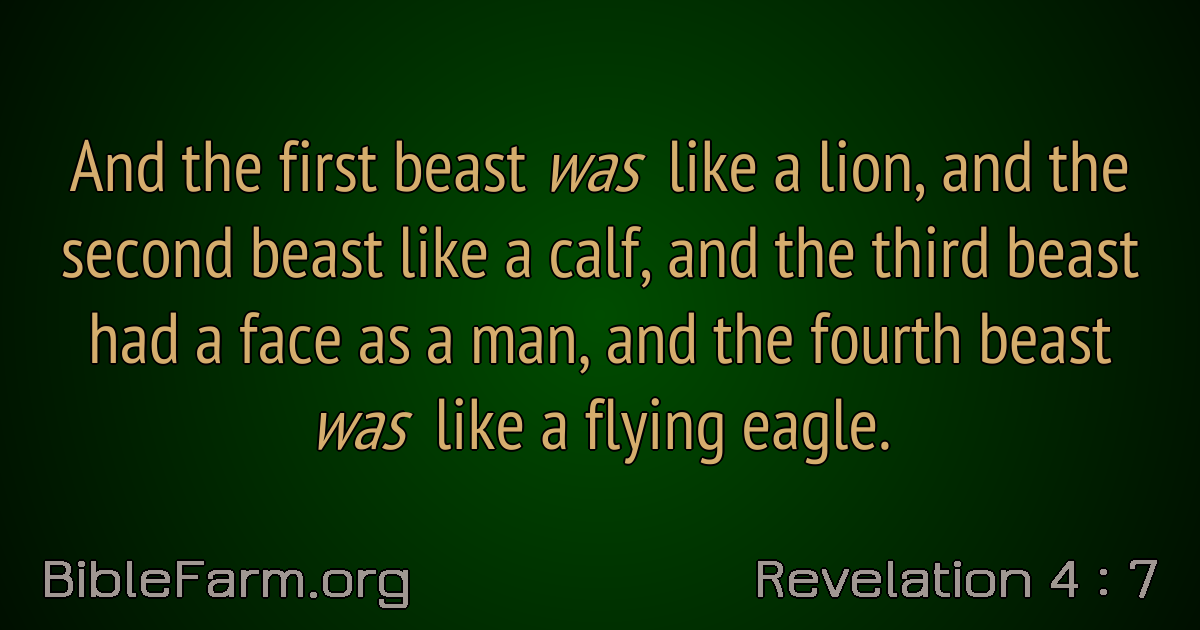 And the first beast was like a lion, and the
second beast like a calf, and the third beast
had a face as a man, and the fourth beast
was like a flying eagle.
BibleFarm.org
Revelation 4 : 7